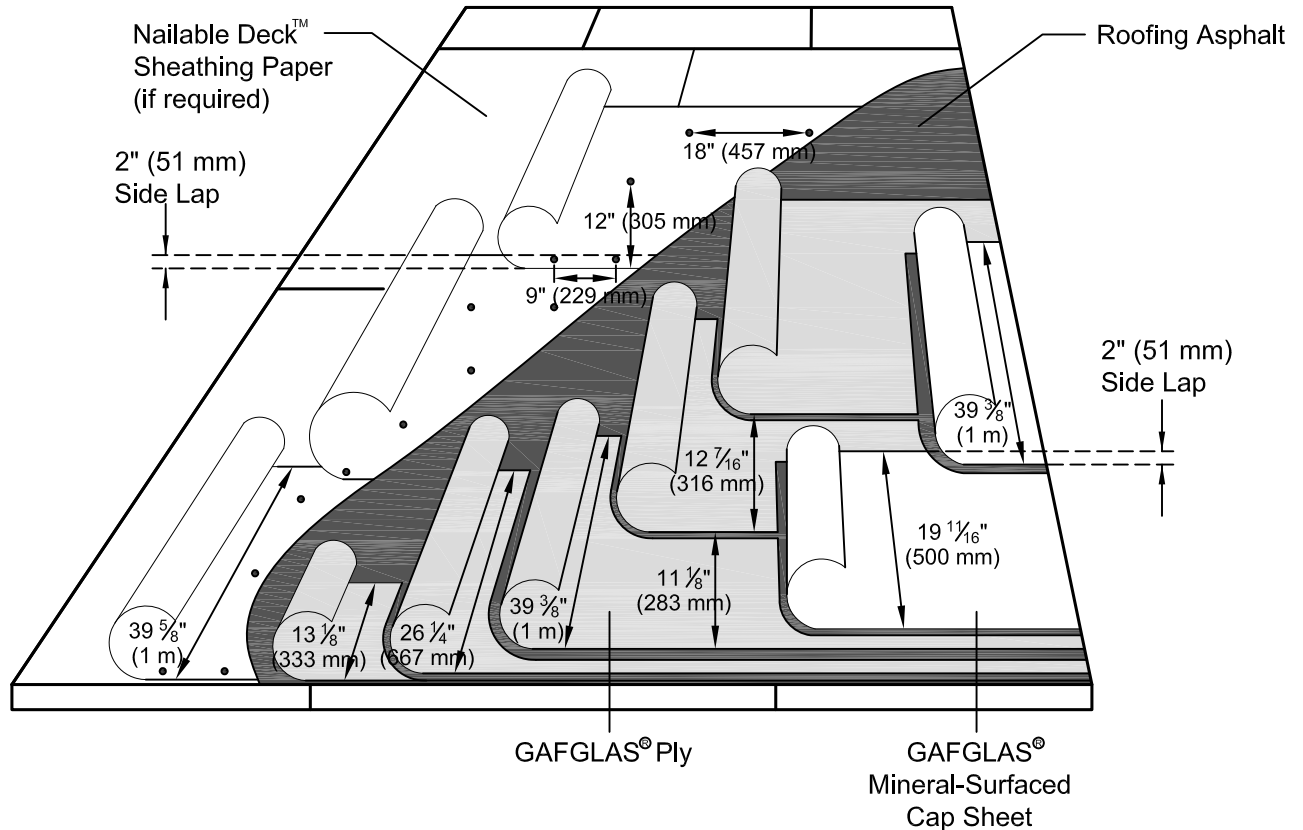 Nailable Deck™
Sheathing Paper
(if required)
Roofing Asphalt
2" (51 mm)
Side Lap
18" (457 mm)
12" (305 mm)
9" (229 mm)
2" (51 mm)
Side Lap
39 3⁄8"
(1 m)
12 7⁄16"
(316 mm)
19 11⁄16"
(500 mm)
11 1⁄8"
(283 mm)
39 5⁄8"
(1 m)
13 1⁄8"
(333 mm)
26 1⁄4"
(667 mm)
39 3⁄8"
(1 m)
GAFGLAS® Ply
GAFGLAS®
Mineral-Surfaced
Cap Sheet